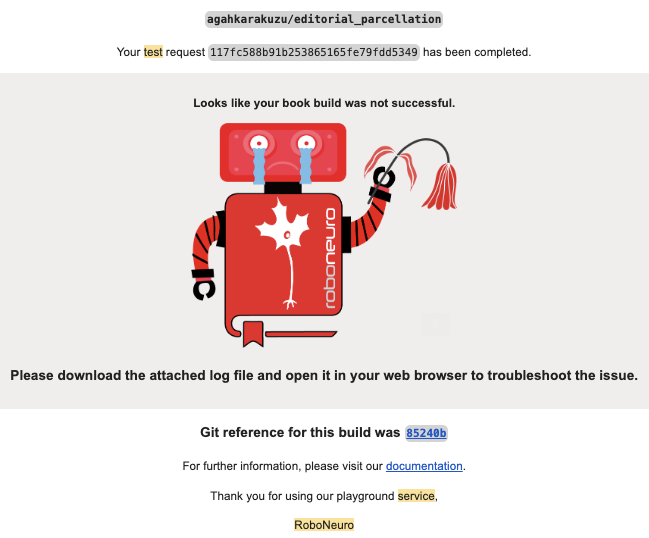 agahkarakuzu/editorial_parcellation
Your test request 117fc588b91b253865165fe79fdd5349 has been completed.
Looks like your book build was not successful.
roboneuro
Please download the attached log file and open it in your web browser to troubleshoot the issue.
Git reference for this build was 85240b
For further information, please visit our documentation.
Thank you for using our playground service,
RoboNeuro